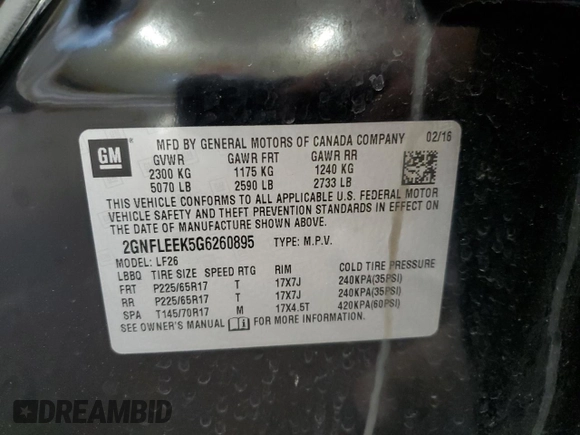 GM
MFD BY GENERAL MOTORS OF CANADA COMPANY 02/16
GVWR GAWR FRT GAWR RR
2300 KG 1175 KG 1240 KG
5070 LB 2590 LB 2733 LB
THIS VEHICLE CONFORMS TO ALL APPLICABLE U.S. FEDERAL MOTOR
VEHICLE SAFETY AND THEFT PREVENTION STANDARDS IN EFFECT ON
THE DATE OF MANUFACTURE SHOWN ABOVE.
2GNFLEEK5G6260895 TYPE: M.P.V.
MODEL: LF26
LBBQ TIRE SIZE SPEED RTG RIM COLD TIRE PRESSURE
FRT P225/65R17 T 17X7J 240KPA(35PSI)
RR P225/65R17 T 17X7J 240KPA(35PSI)
SPA T145/70R17 M 17X4.5T 420KPA(60PSI)
SEE OWNER'S MANUAL FOR MORE INFORMATION.
DREAMBID